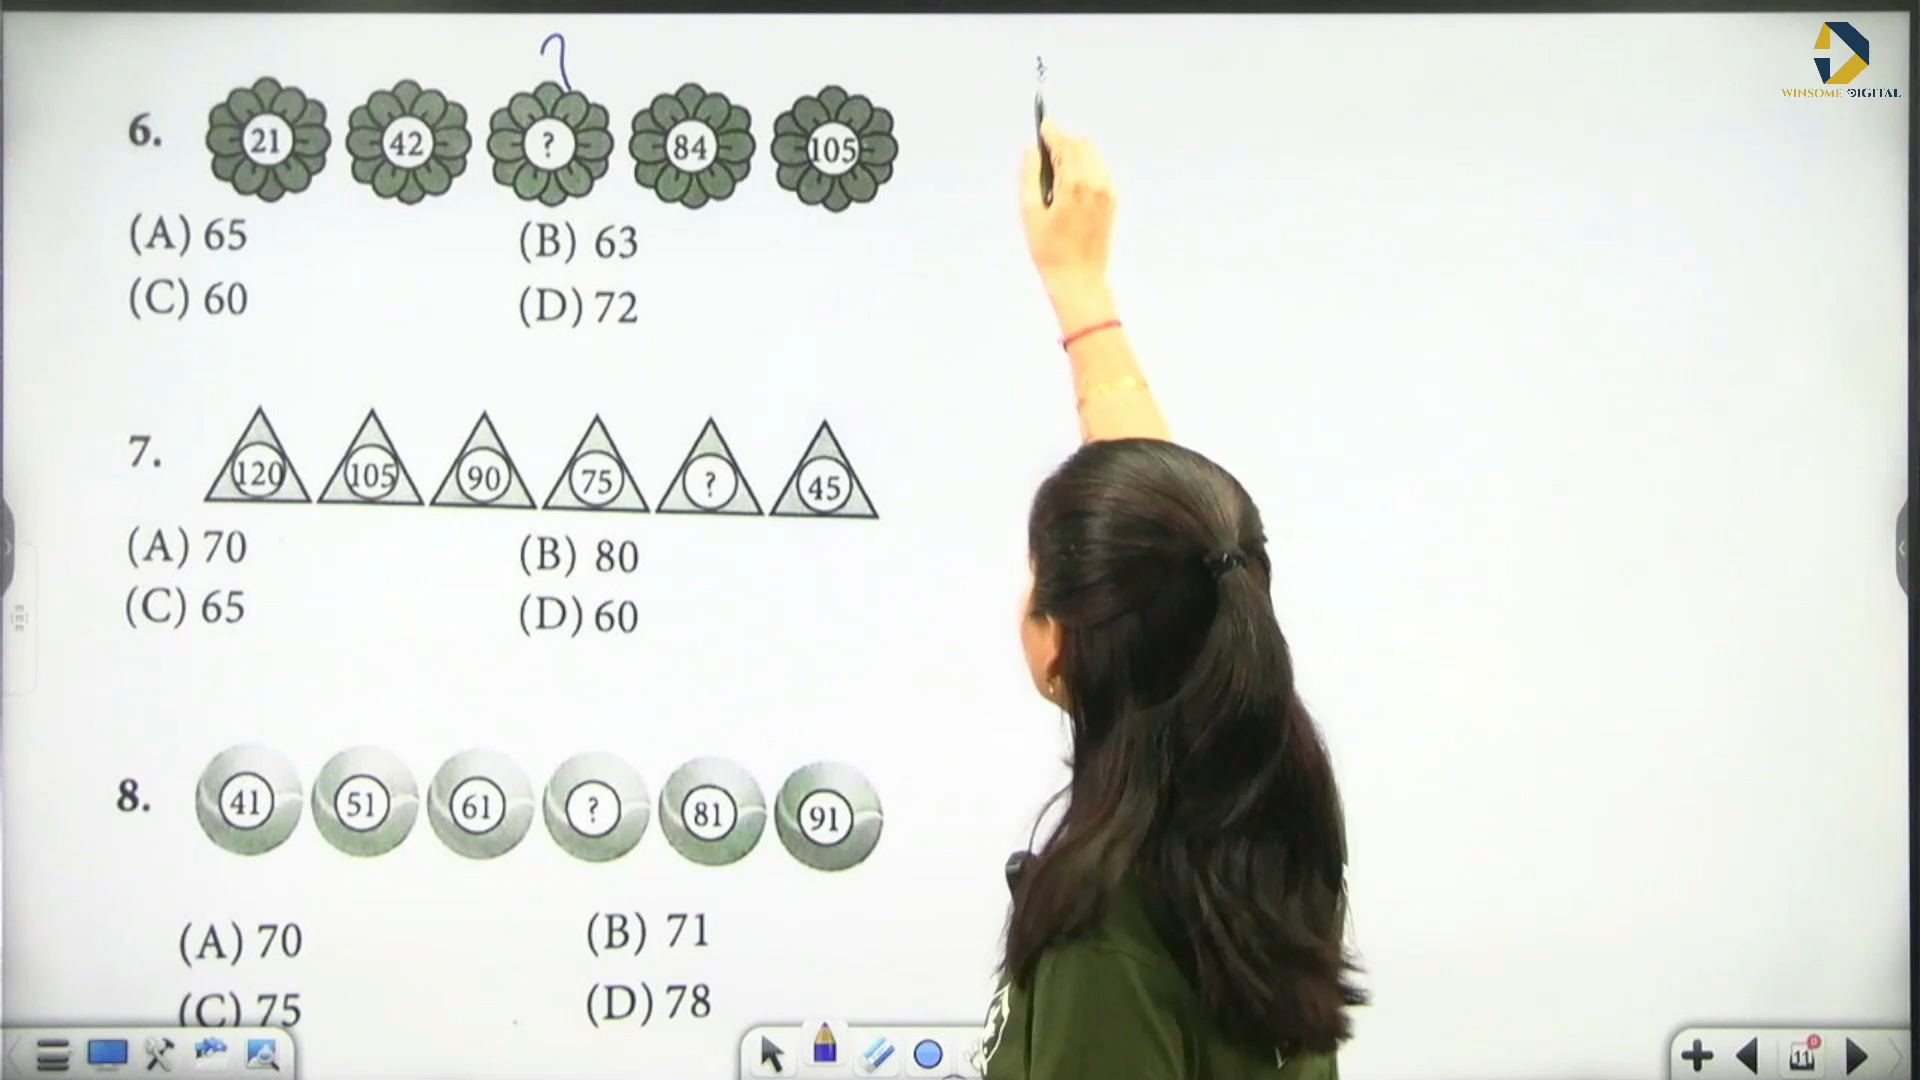 ?
WINSOME DIGITAL
6. 21 42 ? 84 105
(A) 65 (B) 63
(C) 60 (D) 72
7. 120 105 90 75 ? 45
(A) 70 (B) 80
(C) 65 (D) 60
8. 41 51 61 ? 81 91
(A) 70 (B) 71
(C) 75 (D) 78
11